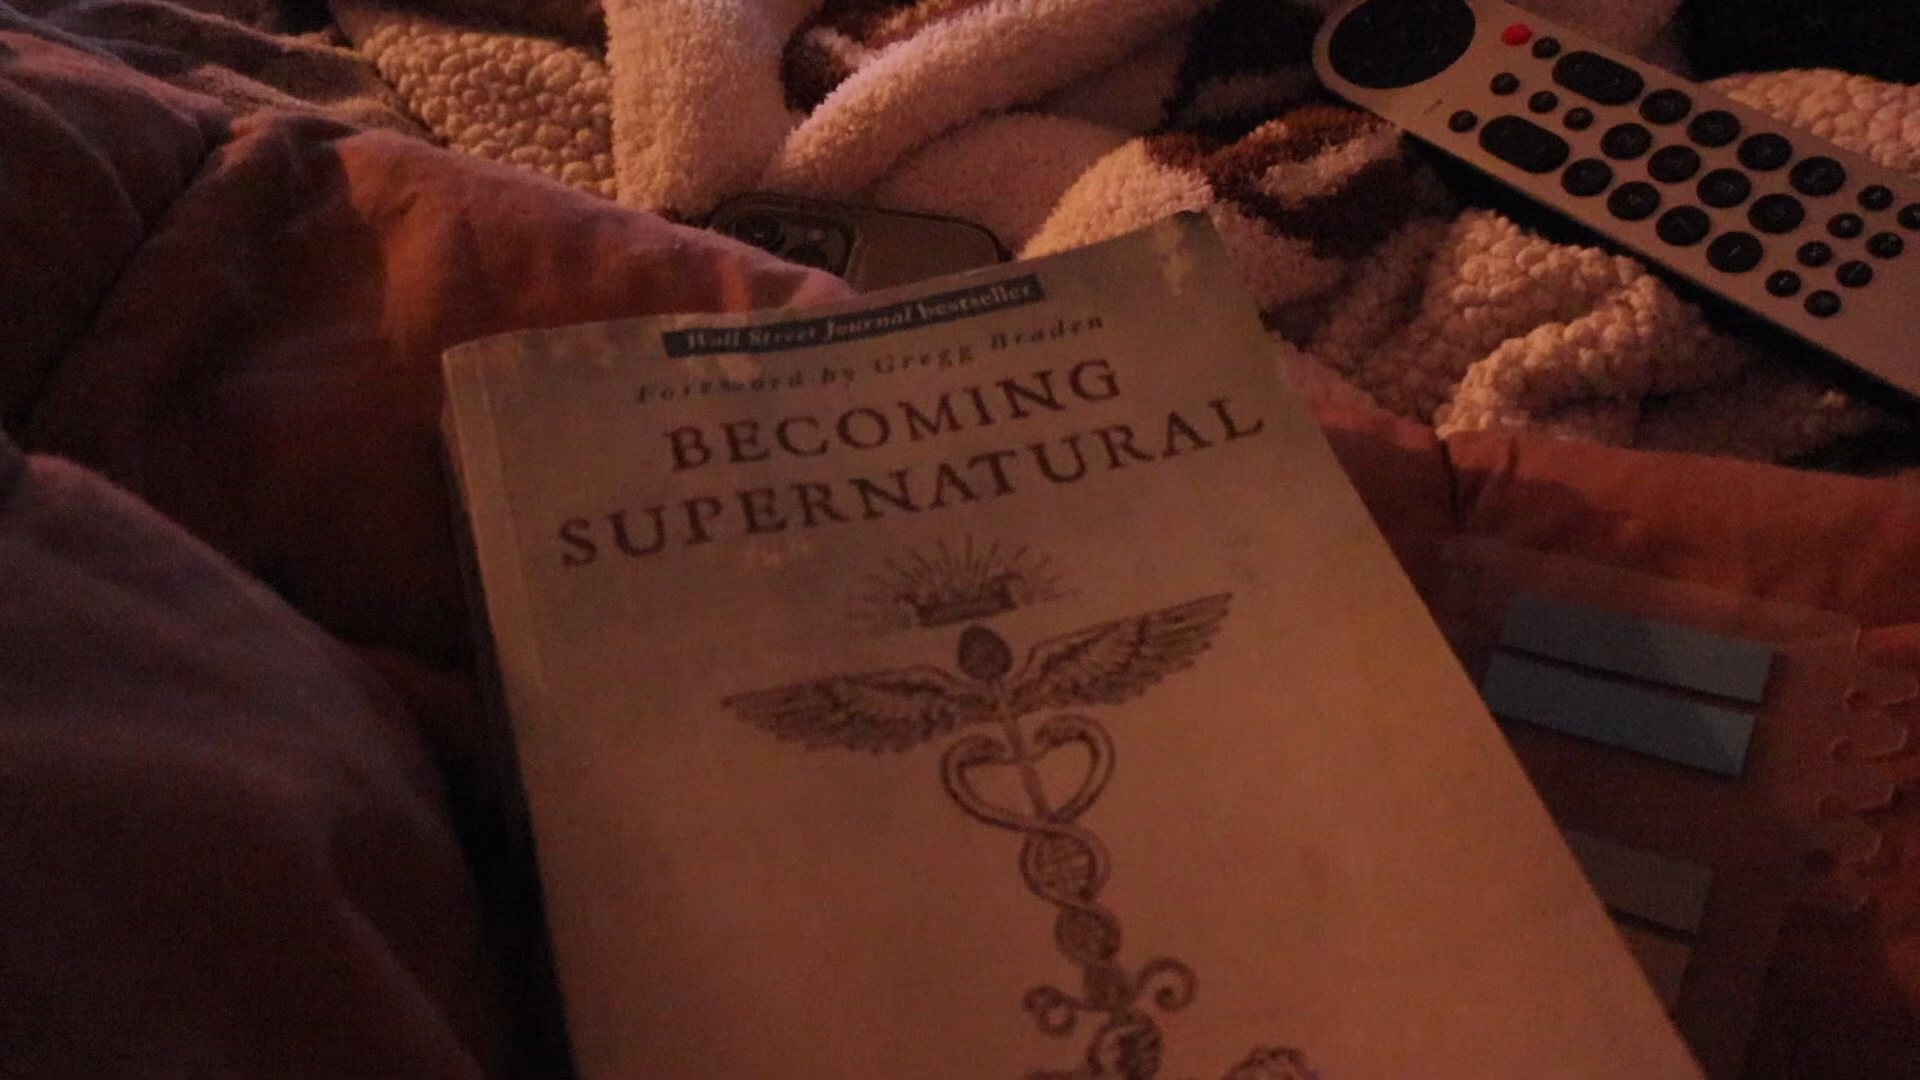 Wall Street Journal bestseller
Foreword by Gregg Braden
BECOMING
SUPERNATURAL